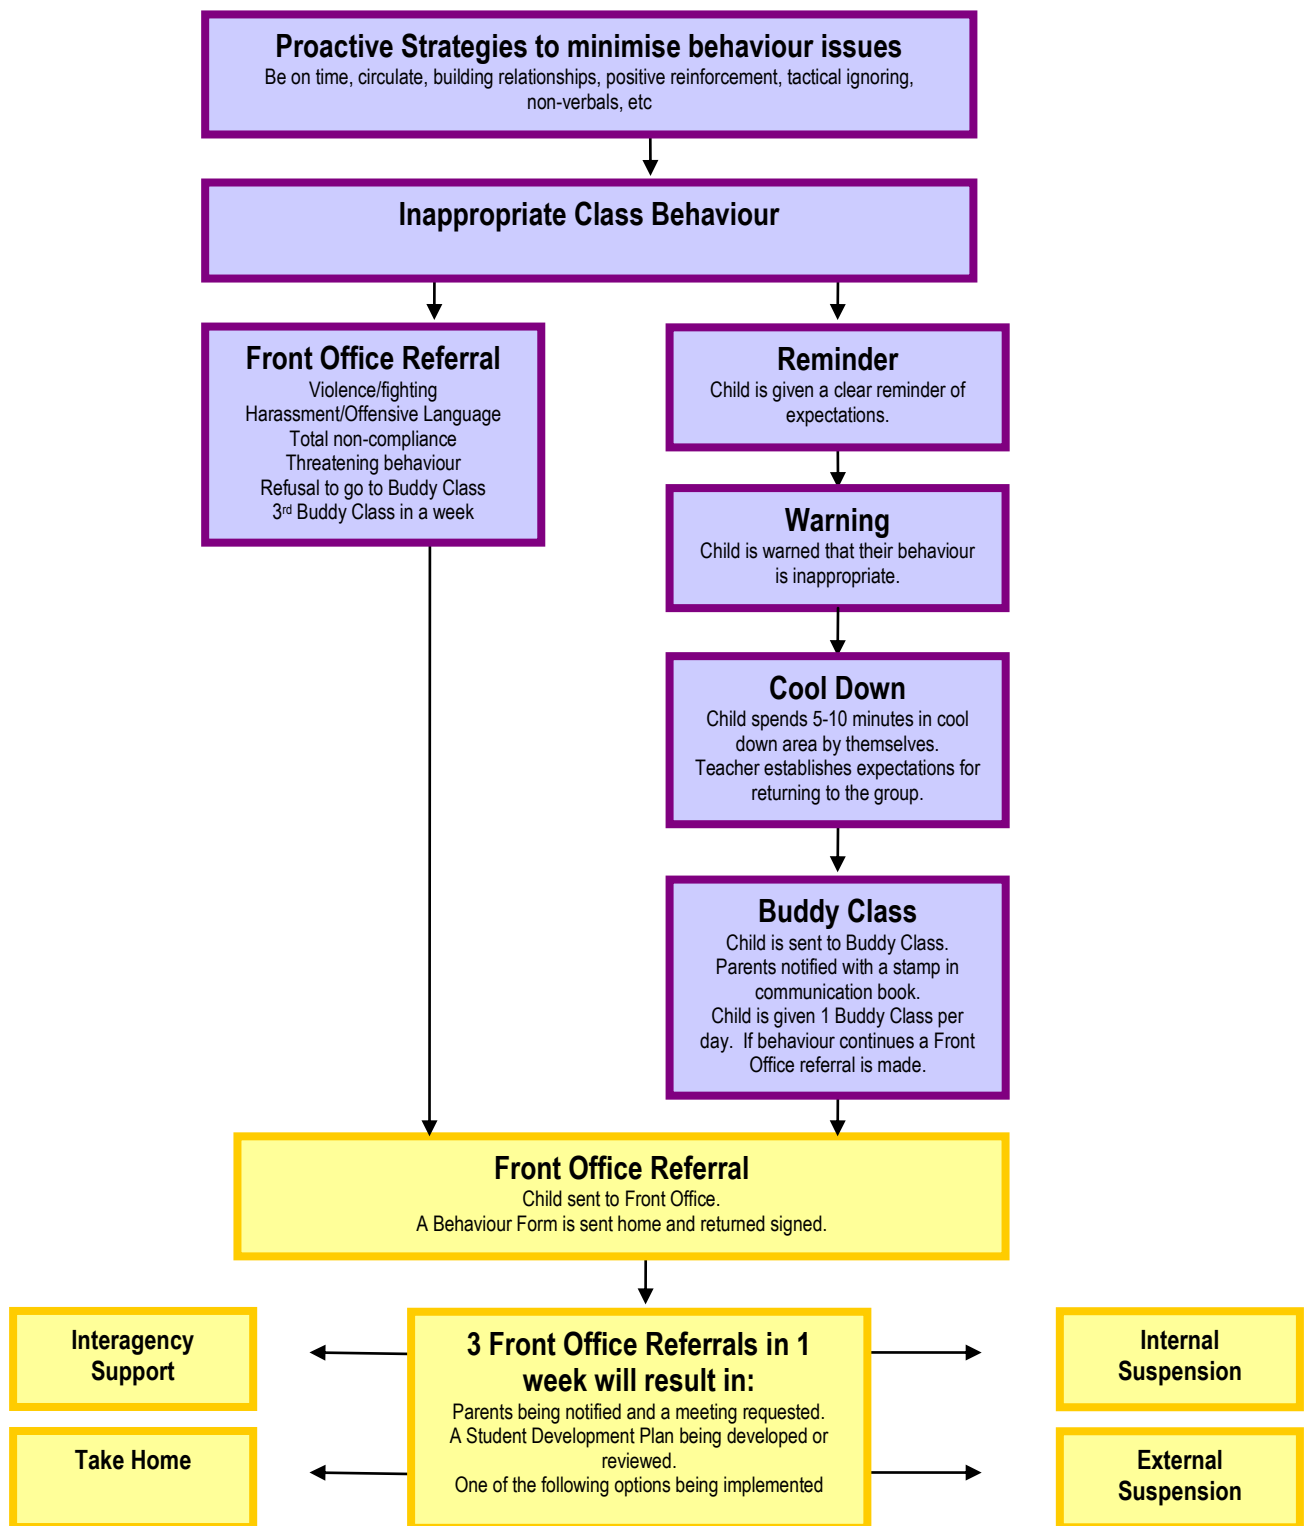 Proactive Strategies to minimise behaviour issues
Be on time, circulate, building relationships, positive reinforcement, tactical ignoring,
non-verbals, etc
Inappropriate Class Behaviour
Front Office Referral
Violence/fighting
Harassment/Offensive Language
Total non-compliance
Threatening behaviour
Refusal to go to Buddy Class
3rd Buddy Class in a week
Reminder
Child is given a clear reminder of
expectations.
Warning
Child is warned that their behaviour
is inappropriate.
Cool Down
Child spends 5-10 minutes in cool
down area by themselves.
Teacher establishes expectations for
returning to the group.
Buddy Class
Child is sent to Buddy Class.
Parents notified with a stamp in
communication book.
Child is given 1 Buddy Class per
day.  If behaviour continues a Front
Office referral is made.
Front Office Referral
Child sent to Front Office.
A Behaviour Form is sent home and returned signed.
Interagency
Support
Take Home
3 Front Office Referrals in 1
week will result in:
Parents being notified and a meeting requested.
A Student Development Plan being developed or
reviewed.
One of the following options being implemented
Internal
Suspension
External
Suspension